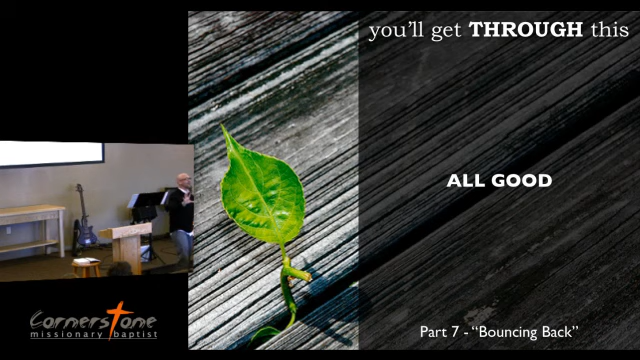 you'll get THROUGH this
ALL GOOD
Part 7 - “Bouncing Back”
Cornerstone
missionary baptist